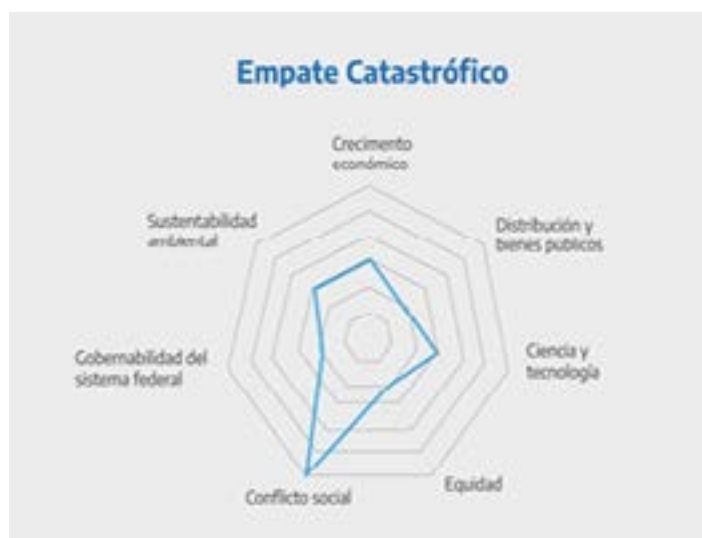 Empate Catastrófico
Crecimento
económico
Sustentabilidad
ambiental
Distribución y
bienes publicos
Gobernabilidad del
sistema federal
Ciencia y
tecnología
Equidad
Conflicto social